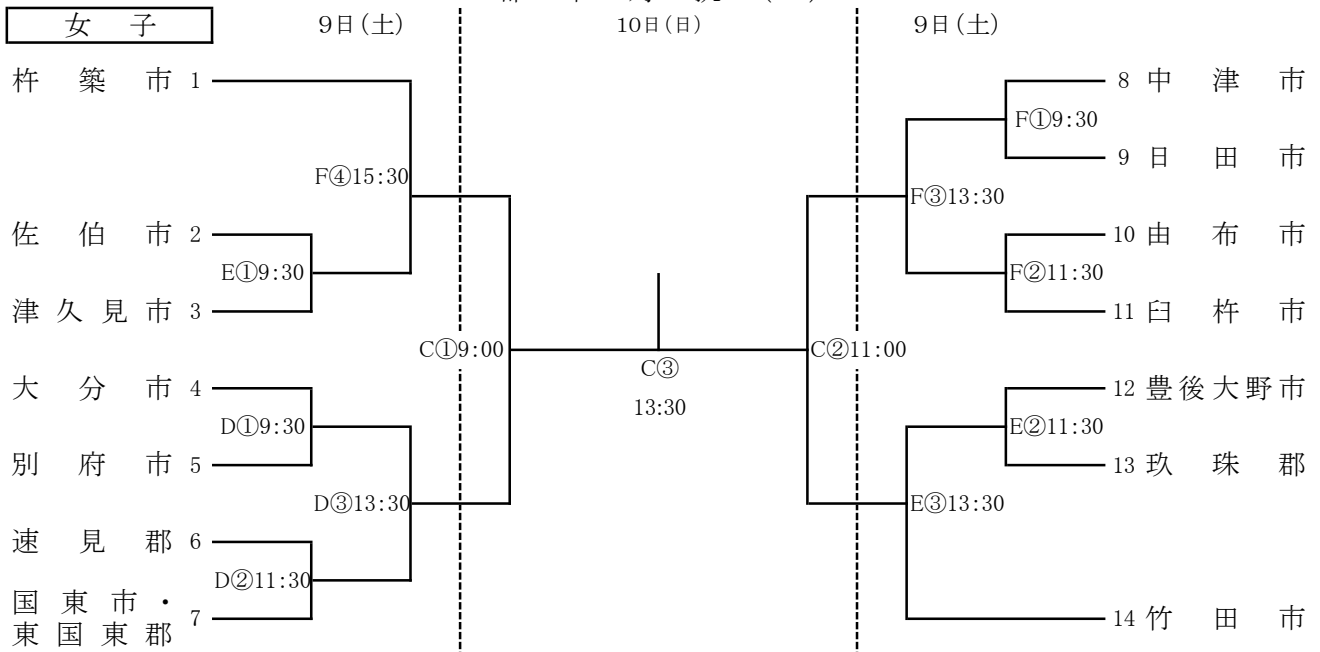 女子
9日(土)
10日(日)
9日(土)
杵築市 1
F④15:30
佐伯市 2
E①9:30
津久見市 3
C①9:00
大分市 4
D①9:30
別府市 5
D③13:30
速見郡 6
D②11:30
国東市・
東国東郡 7
C③
13:30
8 中津市
F①9:30
9 日田市
F③13:30
10 由布市
F②11:30
11 臼杵市
C②11:00
12 豊後大野市
E②11:30
13 玖珠郡
E③13:30
14 竹田市